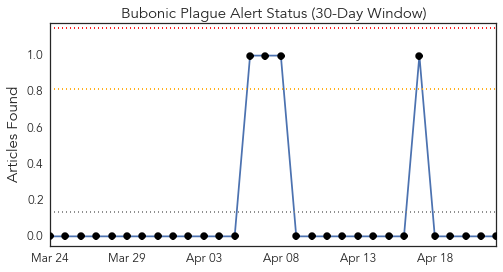 Bubonic Plague Alert Status (30-Day Window)
Articles Found
1.0
0.8
0.6
0.4
0.2
0.0
Mar 24 Mar 29 Apr 03 Apr 08 Apr 13 Apr 18